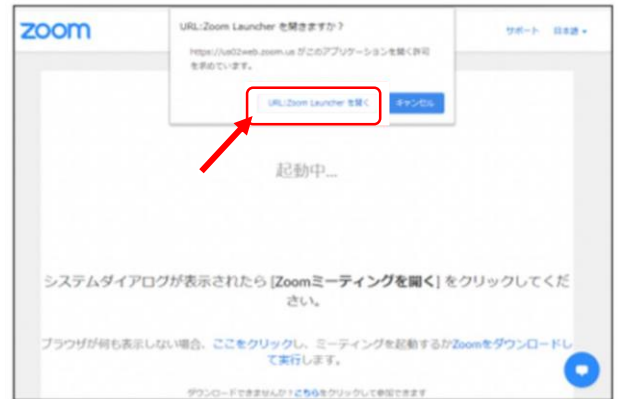 zoom
サポート 日本語
URL:Zoom Launcher を開きますか？
https://us02web.zoom.us がこのアプリケーションを開く許可
を求めています。
URL:Zoom Launcher を開く キャンセル
起動中...
システムダイアログが表示されたら [Zoomミーティングを開く] をクリックしてくだ
さい。
ブラウザが何も表示しない場合、ここをクリックし、ミーティングを起動するかZoomをダウンロードし
て実行します。
ダウンロードできませんか？こちらをクリックして参加できます